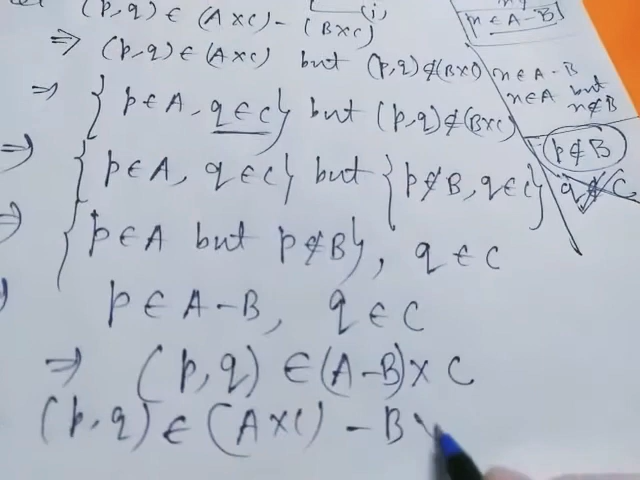 (p,q) ∈ (A×C) - (B×C) (i)
⇒ (p,q) ∈ (A×C) but (p,q) ∉ (B×C)
⇒ {p∈A, q∈C} but (p,q) ∉ (B×C)
⇒ {p∈A, q∈C} but {p∉B, q∈C}
⇒ {p∈A but p∉B}, q∈C
p∈A-B, q∈C
⇒ (p,q) ∈ (A-B)×C
(p,q) ∈ (A×C) - B
n∈A-B
n∈A-B
n∈A but
n∉B
p∉B
q∉C